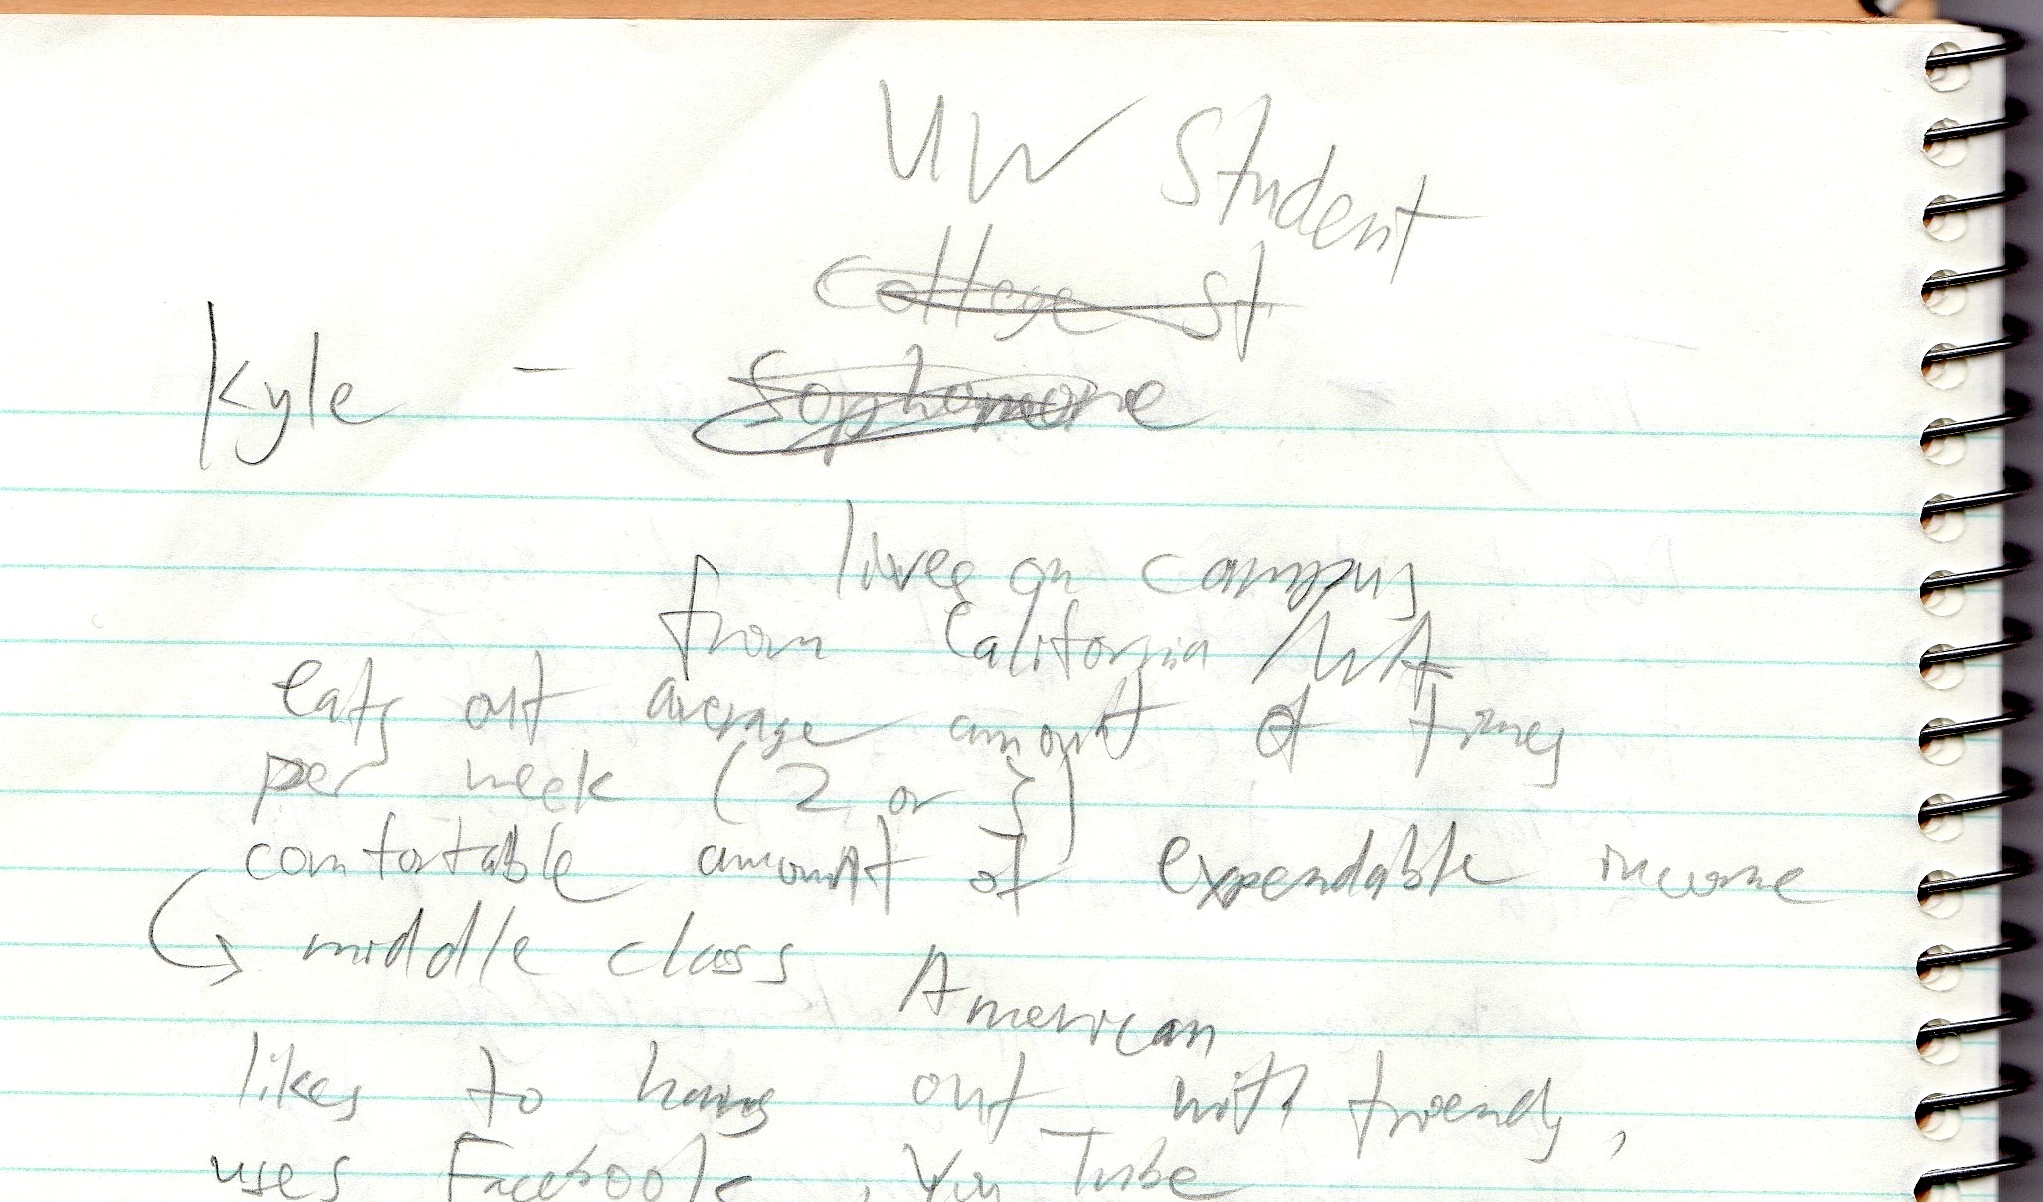 UW Student
College St
Kyle - Sophomore
lives on campus
from California / WA
eats out average amount of times
per week (2 or 3)
comfortable amount of expendable income
middle class American
likes to hang out with friends,
uses Facebook, YouTube